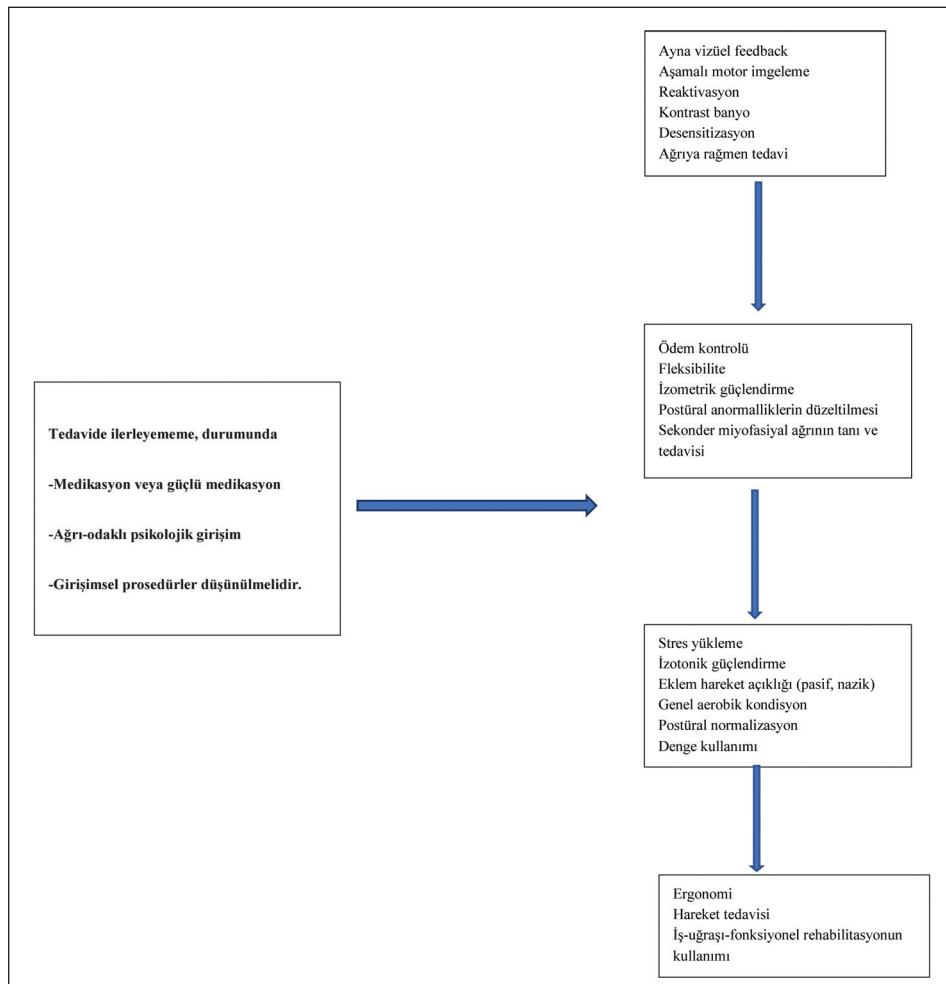 Ayna vizüel feedback
Aşamalı motor imgeleme
Reaktivasyon
Kontrast banyo
Desensitizasyon
Ağrıya rağmen tedavi
Ödem kontrolü
Fleksibilite
İzometrik güçlendirme
Postüral anormalliklerin düzeltilmesi
Sekonder miyofasiyal ağrının tanı ve
tedavisi
Tedavide ilerleyememe, durumunda
-Medikasyon veya güçlü medikasyon
-Ağrı-odaklı psikolojik girişim
-Girişimsel prosedürler düşünülmelidir.
Stres yükleme
İzotonik güçlendirme
Eklem hareket açıklığı (pasif, nazik)
Genel aerobik kondisyon
Postüral normalizasyon
Denge kullanımı
Ergonomi
Hareket tedavisi
İş-uğraşı-fonksiyonel rehabilitasyonun
kullanımı